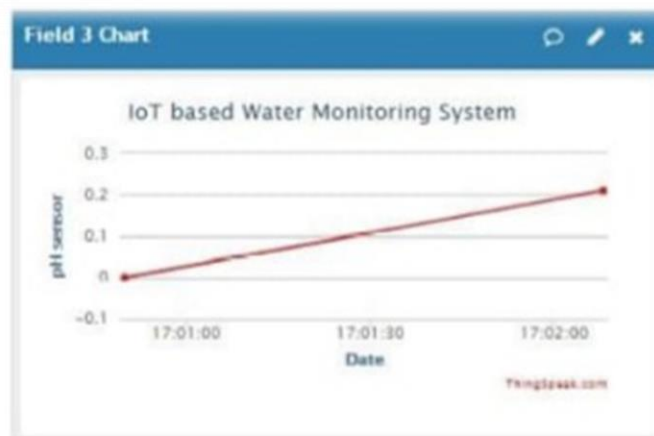 Field 3 Chart
IoT based Water Monitoring System
0.3
0.2
0.1
0
-0.1
pH sensor
17:01:00 17:01:30 17:02:00
Date
ThingSpeak.com